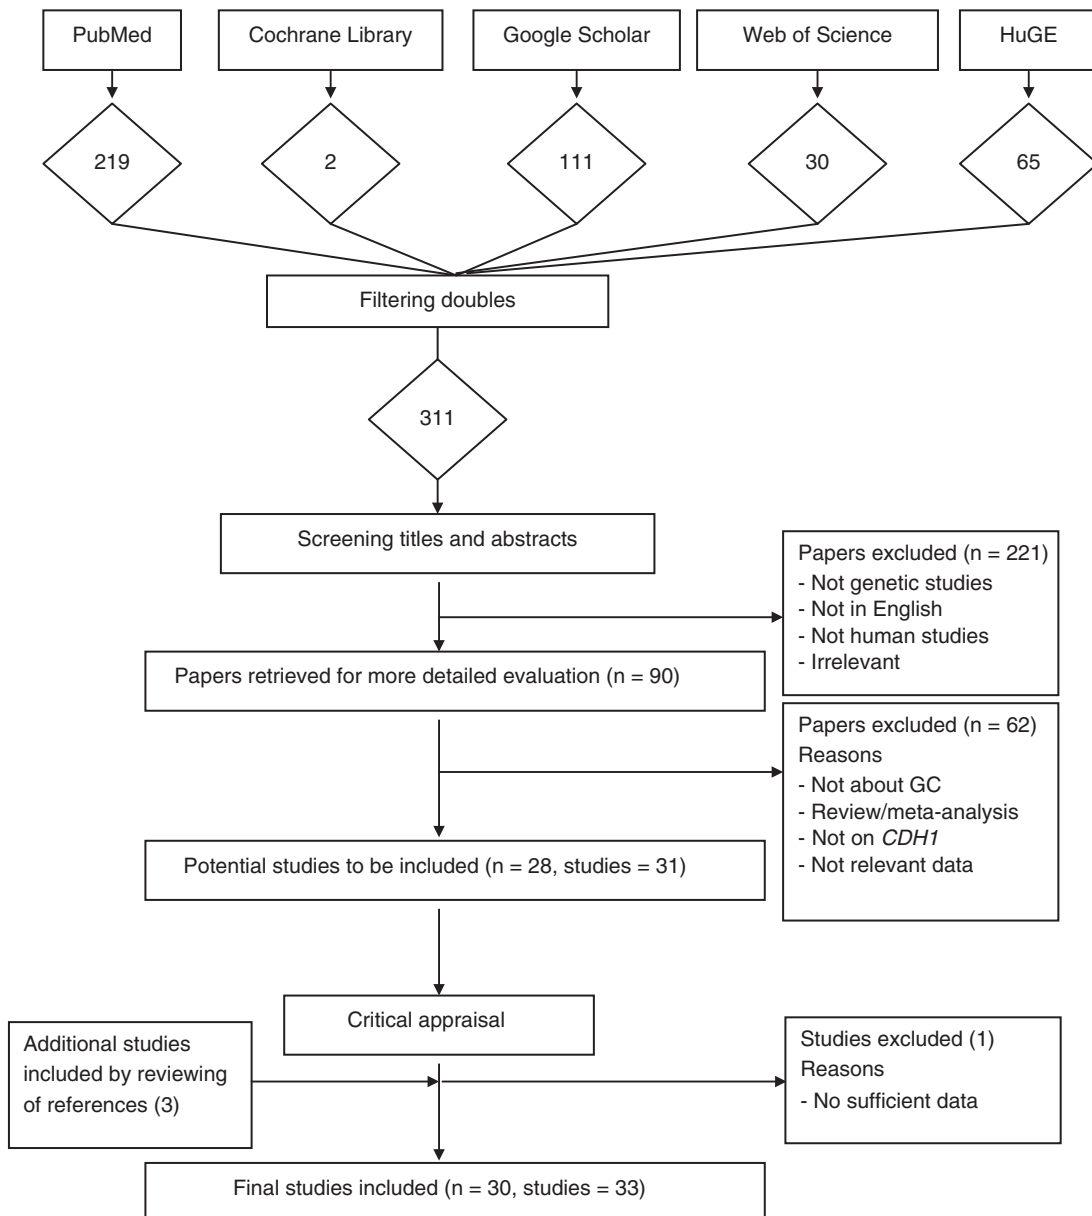 PubMed
Cochrane Library
Google Scholar
Web of Science
HuGE
219
2
111
30
65
Filtering doubles
311
Screening titles and abstracts
Papers excluded (n = 221)
- Not genetic studies
- Not in English
- Not human studies
- Irrelevant
Papers retrieved for more detailed evaluation (n = 90)
Papers excluded (n = 62)
Reasons
- Not about GC
- Review/meta-analysis
- Not on CDH1
- Not relevant data
Potential studies to be included (n = 28, studies = 31)
Critical appraisal
Additional studies
included by reviewing
of references (3)
Studies excluded (1)
Reasons
- No sufficient data
Final studies included (n = 30, studies = 33)